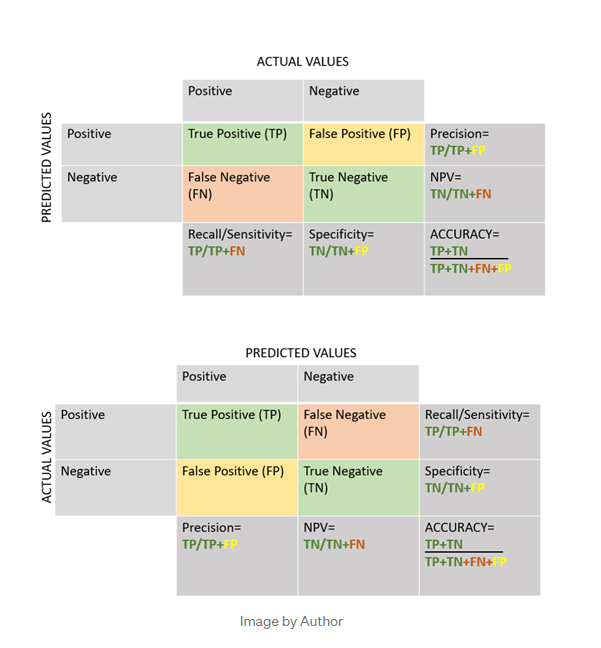 ACTUAL VALUES
PREDICTED VALUES
Positive
Negative
Positive
True Positive (TP)
False Positive (FP)
Precision=
TP/TP+FP
Negative
False Negative
(FN)
True Negative
(TN)
NPV=
TN/TN+FN
Recall/Sensitivity=
TP/TP+FN
Specificity=
TN/TN+FP
ACCURACY=
TP+TN
TP+TN+FN+FP
PREDICTED VALUES
ACTUAL VALUES
Positive
Negative
Positive
True Positive (TP)
False Negative
(FN)
Recall/Sensitivity=
TP/TP+FN
Negative
False Positive (FP)
True Negative
(TN)
Specificity=
TN/TN+FP
Precision=
TP/TP+FP
NPV=
TN/TN+FN
ACCURACY=
TP+TN
TP+TN+FN+FP
Image by Author